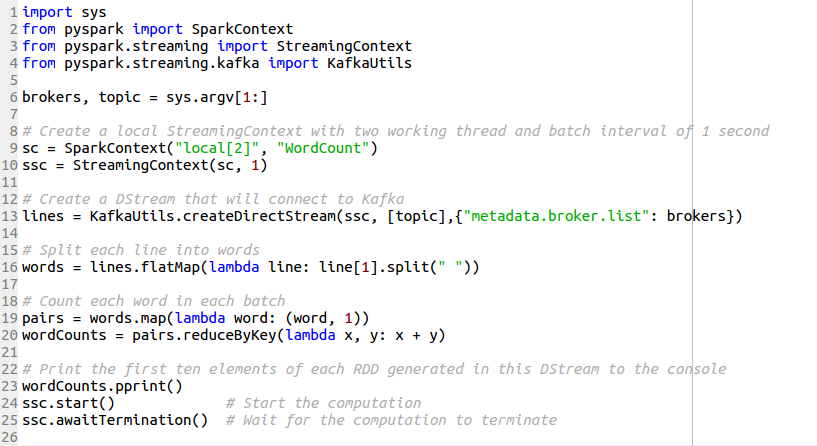 1 import sys
2 from pyspark import SparkContext
3 from pyspark.streaming import StreamingContext
4 from pyspark.streaming.kafka import KafkaUtils
5
6 brokers, topic = sys.argv[1:]
7
8 # Create a local StreamingContext with two working thread and batch interval of 1 second
9 sc = SparkContext("local[2]", "WordCount")
10 ssc = StreamingContext(sc, 1)
11
12 # Create a DStream that will connect to Kafka
13 lines = KafkaUtils.createDirectStream(ssc, [topic],{"metadata.broker.list": brokers})
14
15 # Split each line into words
16 words = lines.flatMap(lambda line: line[1].split(" "))
17
18 # Count each word in each batch
19 pairs = words.map(lambda word: (word, 1))
20 wordCounts = pairs.reduceByKey(lambda x, y: x + y)
21
22 # Print the first ten elements of each RDD generated in this DStream to the console
23 wordCounts.pprint()
24 ssc.start()             # Start the computation
25 ssc.awaitTermination()  # Wait for the computation to terminate
26